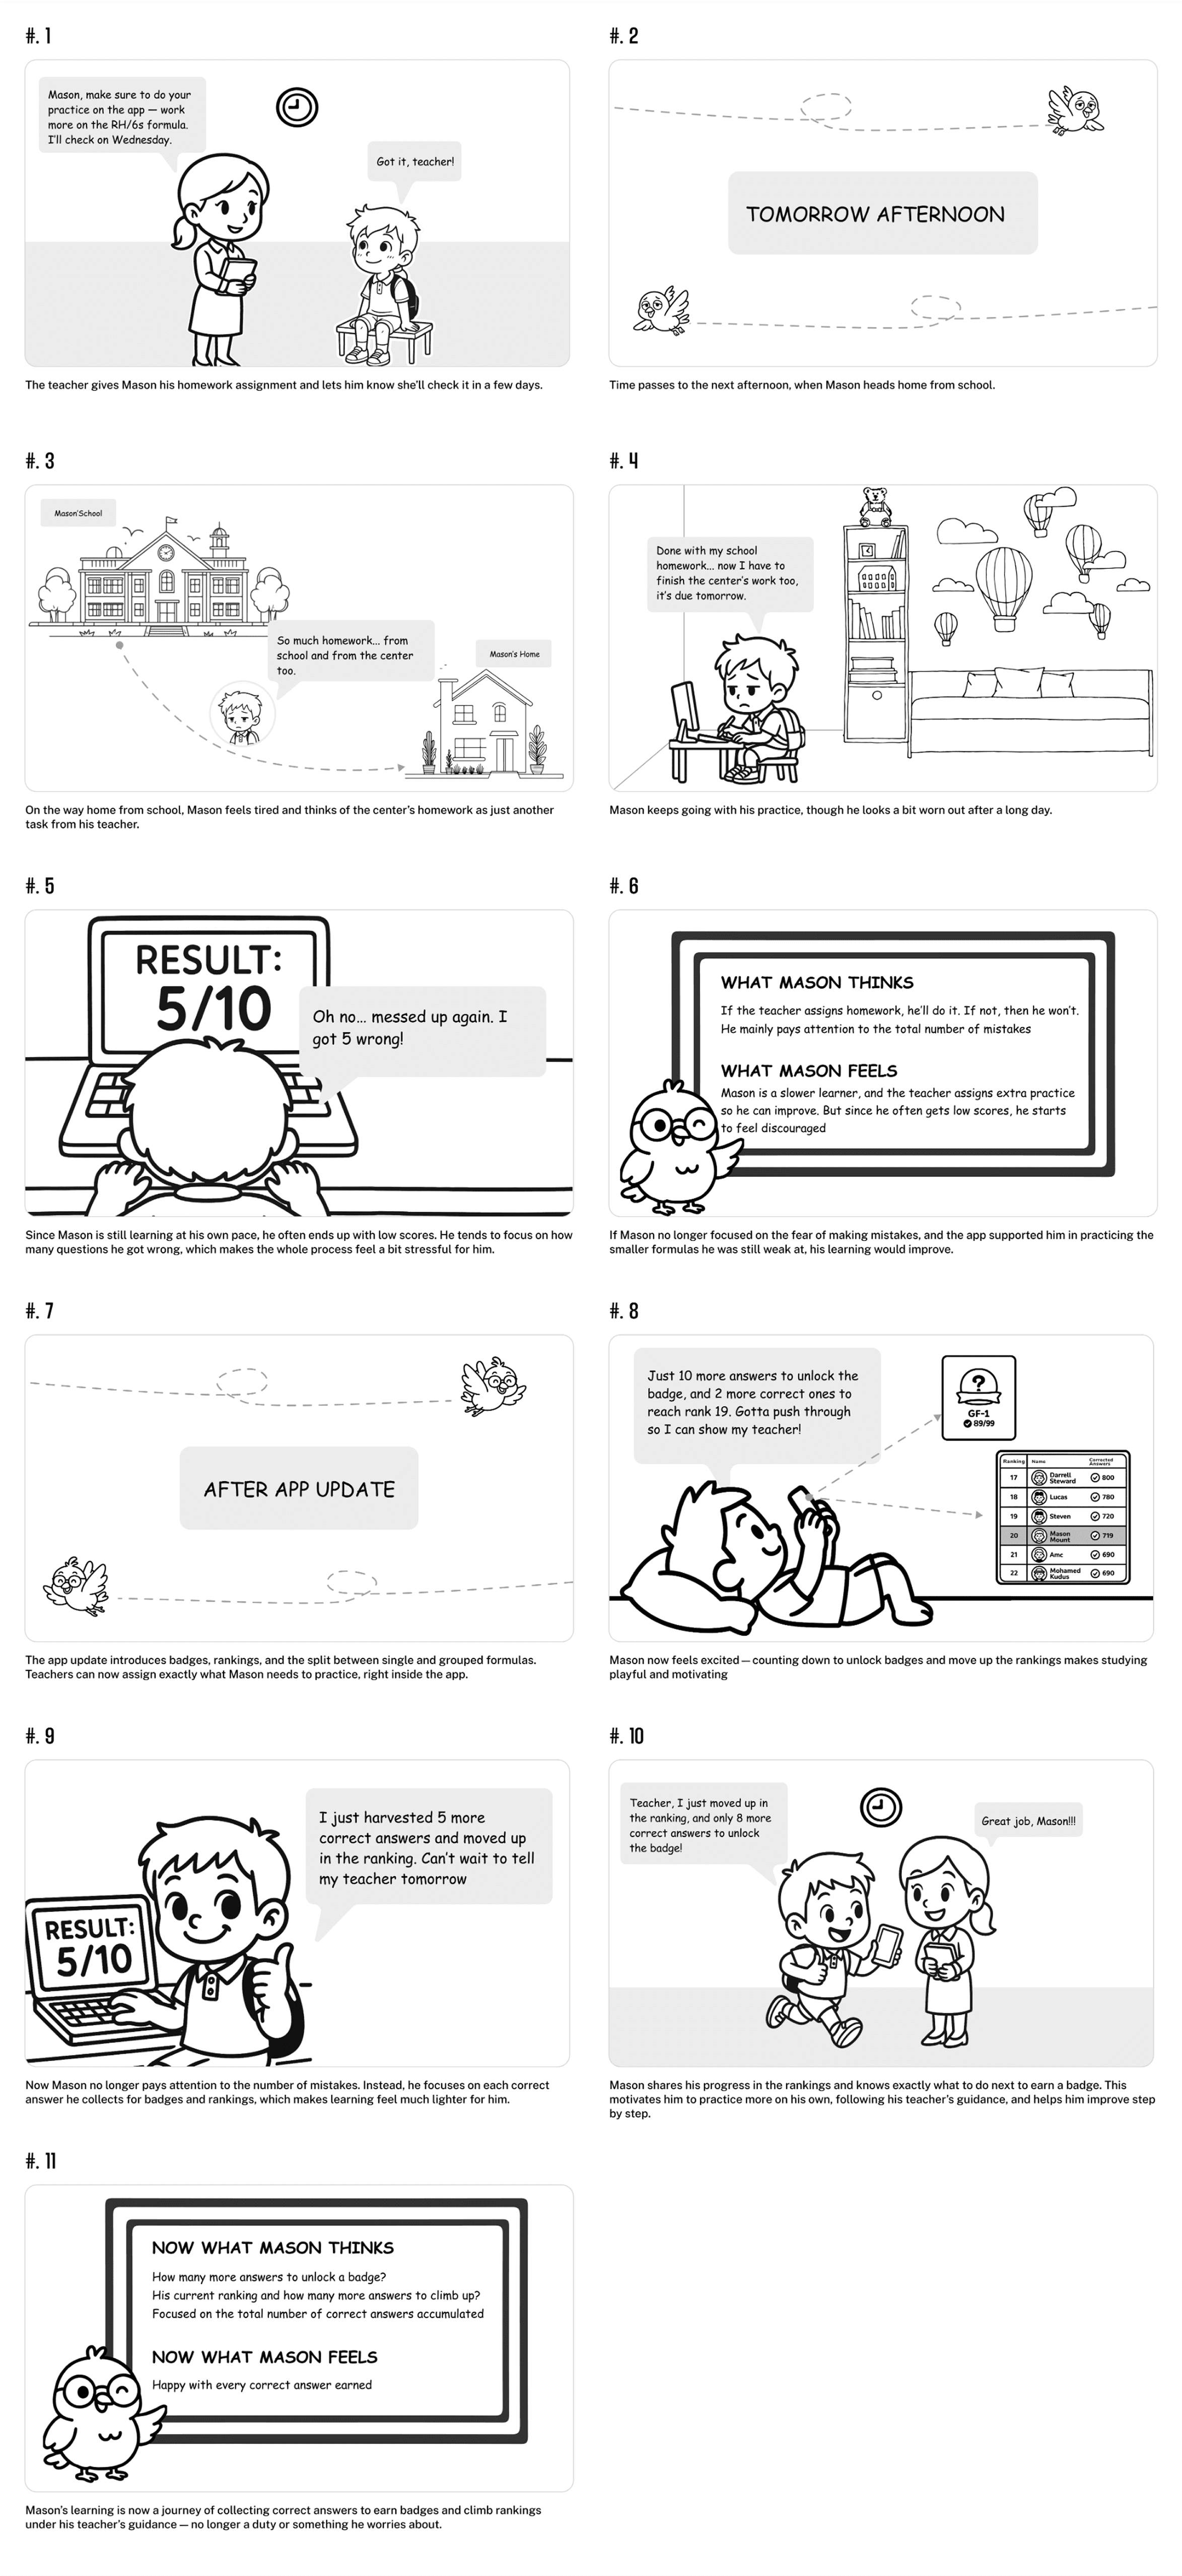 #. 1
Mason, make sure to do your
practice on the app — work
more on the RH/6s formula.
I'll check on Wednesday.
Got it, teacher!
The teacher gives Mason his homework assignment and lets him know she'll check it in a few days.
#. 2
TOMORROW AFTERNOON
Time passes to the next afternoon, when Mason heads home from school.
#. 3
Mason'School
So much homework... from
school and from the center
too.
Mason's Home
On the way home from school, Mason feels tired and thinks of the center's homework as just another
task from his teacher.
#. 4
Done with my school
homework... now I have to
finish the center's work too,
it's due tomorrow.
Mason keeps going with his practice, though he looks a bit worn out after a long day.
#. 5
RESULT:
5/10
Oh no... messed up again. I
got 5 wrong!
Since Mason is still learning at his own pace, he often ends up with low scores. He tends to focus on how
many questions he got wrong, which makes the whole process feel a bit stressful for him.
#. 6
WHAT MASON THINKS
If the teacher assigns homework, he'll do it. If not, then he won't.
He mainly pays attention to the total number of mistakes
WHAT MASON FEELS
Mason is a slower learner, and the teacher assigns extra practice
so he can improve. But since he often gets low scores, he starts
to feel discouraged
If Mason no longer focused on the fear of making mistakes, and the app supported him in practicing the
smaller formulas he was still weak at, his learning would improve.
#. 7
AFTER APP UPDATE
The app update introduces badges, rankings, and the split between single and grouped formulas.
Teachers can now assign exactly what Mason needs to practice, right inside the app.
#. 8
Just 10 more answers to unlock the
badge, and 2 more correct ones to
reach rank 19. Gotta push through
so I can show my teacher!
?
GF-1
89/99
Ranking Name Corrected Answers
17 Darrell Steward 800
18 Lucas 780
19 Steven 720
20 Mason Mount 719
21 Amc 690
22 Mohamed Kudus 690
Mason now feels excited — counting down to unlock badges and move up the rankings makes studying
playful and motivating
#. 9
RESULT:
5/10
I just harvested 5 more
correct answers and moved up
in the ranking. Can't wait to tell
my teacher tomorrow
Now Mason no longer pays attention to the number of mistakes. Instead, he focuses on each correct
answer he collects for badges and rankings, which makes learning feel much lighter for him.
#. 10
Teacher, I just moved up in
the ranking, and only 8 more
correct answers to unlock
the badge!
Great job, Mason!!!
Mason shares his progress in the rankings and knows exactly what to do next to earn a badge. This
motivates him to practice more on his own, following his teacher's guidance, and helps him improve step
by step.
#. 11
NOW WHAT MASON THINKS
How many more answers to unlock a badge?
His current ranking and how many more answers to climb up?
Focused on the total number of correct answers accumulated
NOW WHAT MASON FEELS
Happy with every correct answer earned
Mason's learning is now a journey of collecting correct answers to earn badges and climb rankings
under his teacher's guidance — no longer a duty or something he worries about.